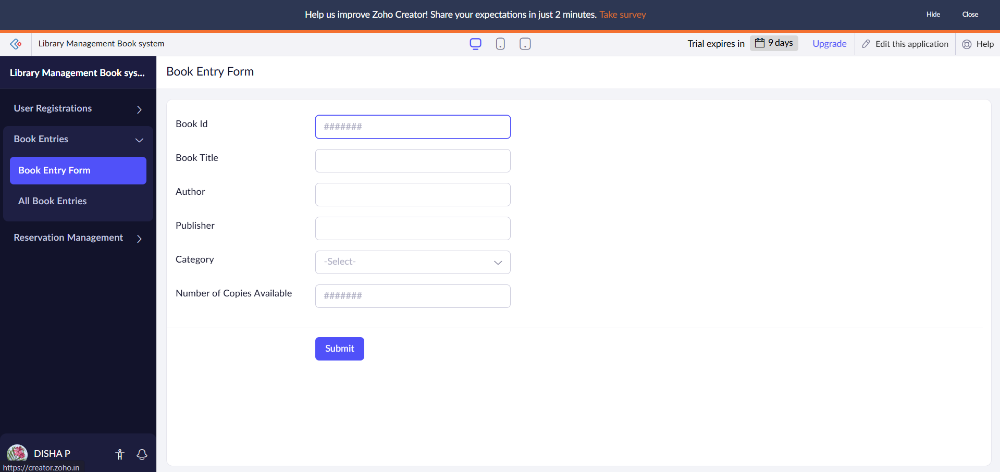 Help us improve Zoho Creator! Share your expectations in just 2 minutes. Take survey
Hide
Close
Library Management Book system
Trial expires in
9 days
Upgrade
Edit this application
Help
Library Management Book sys...
User Registrations
Book Entries
Book Entry Form
All Book Entries
Reservation Management
DISHA P
https://creator.zoho.in
Book Entry Form
Book Id
#######
Book Title
Author
Publisher
Category
-Select-
Number of Copies Available
#######
Submit